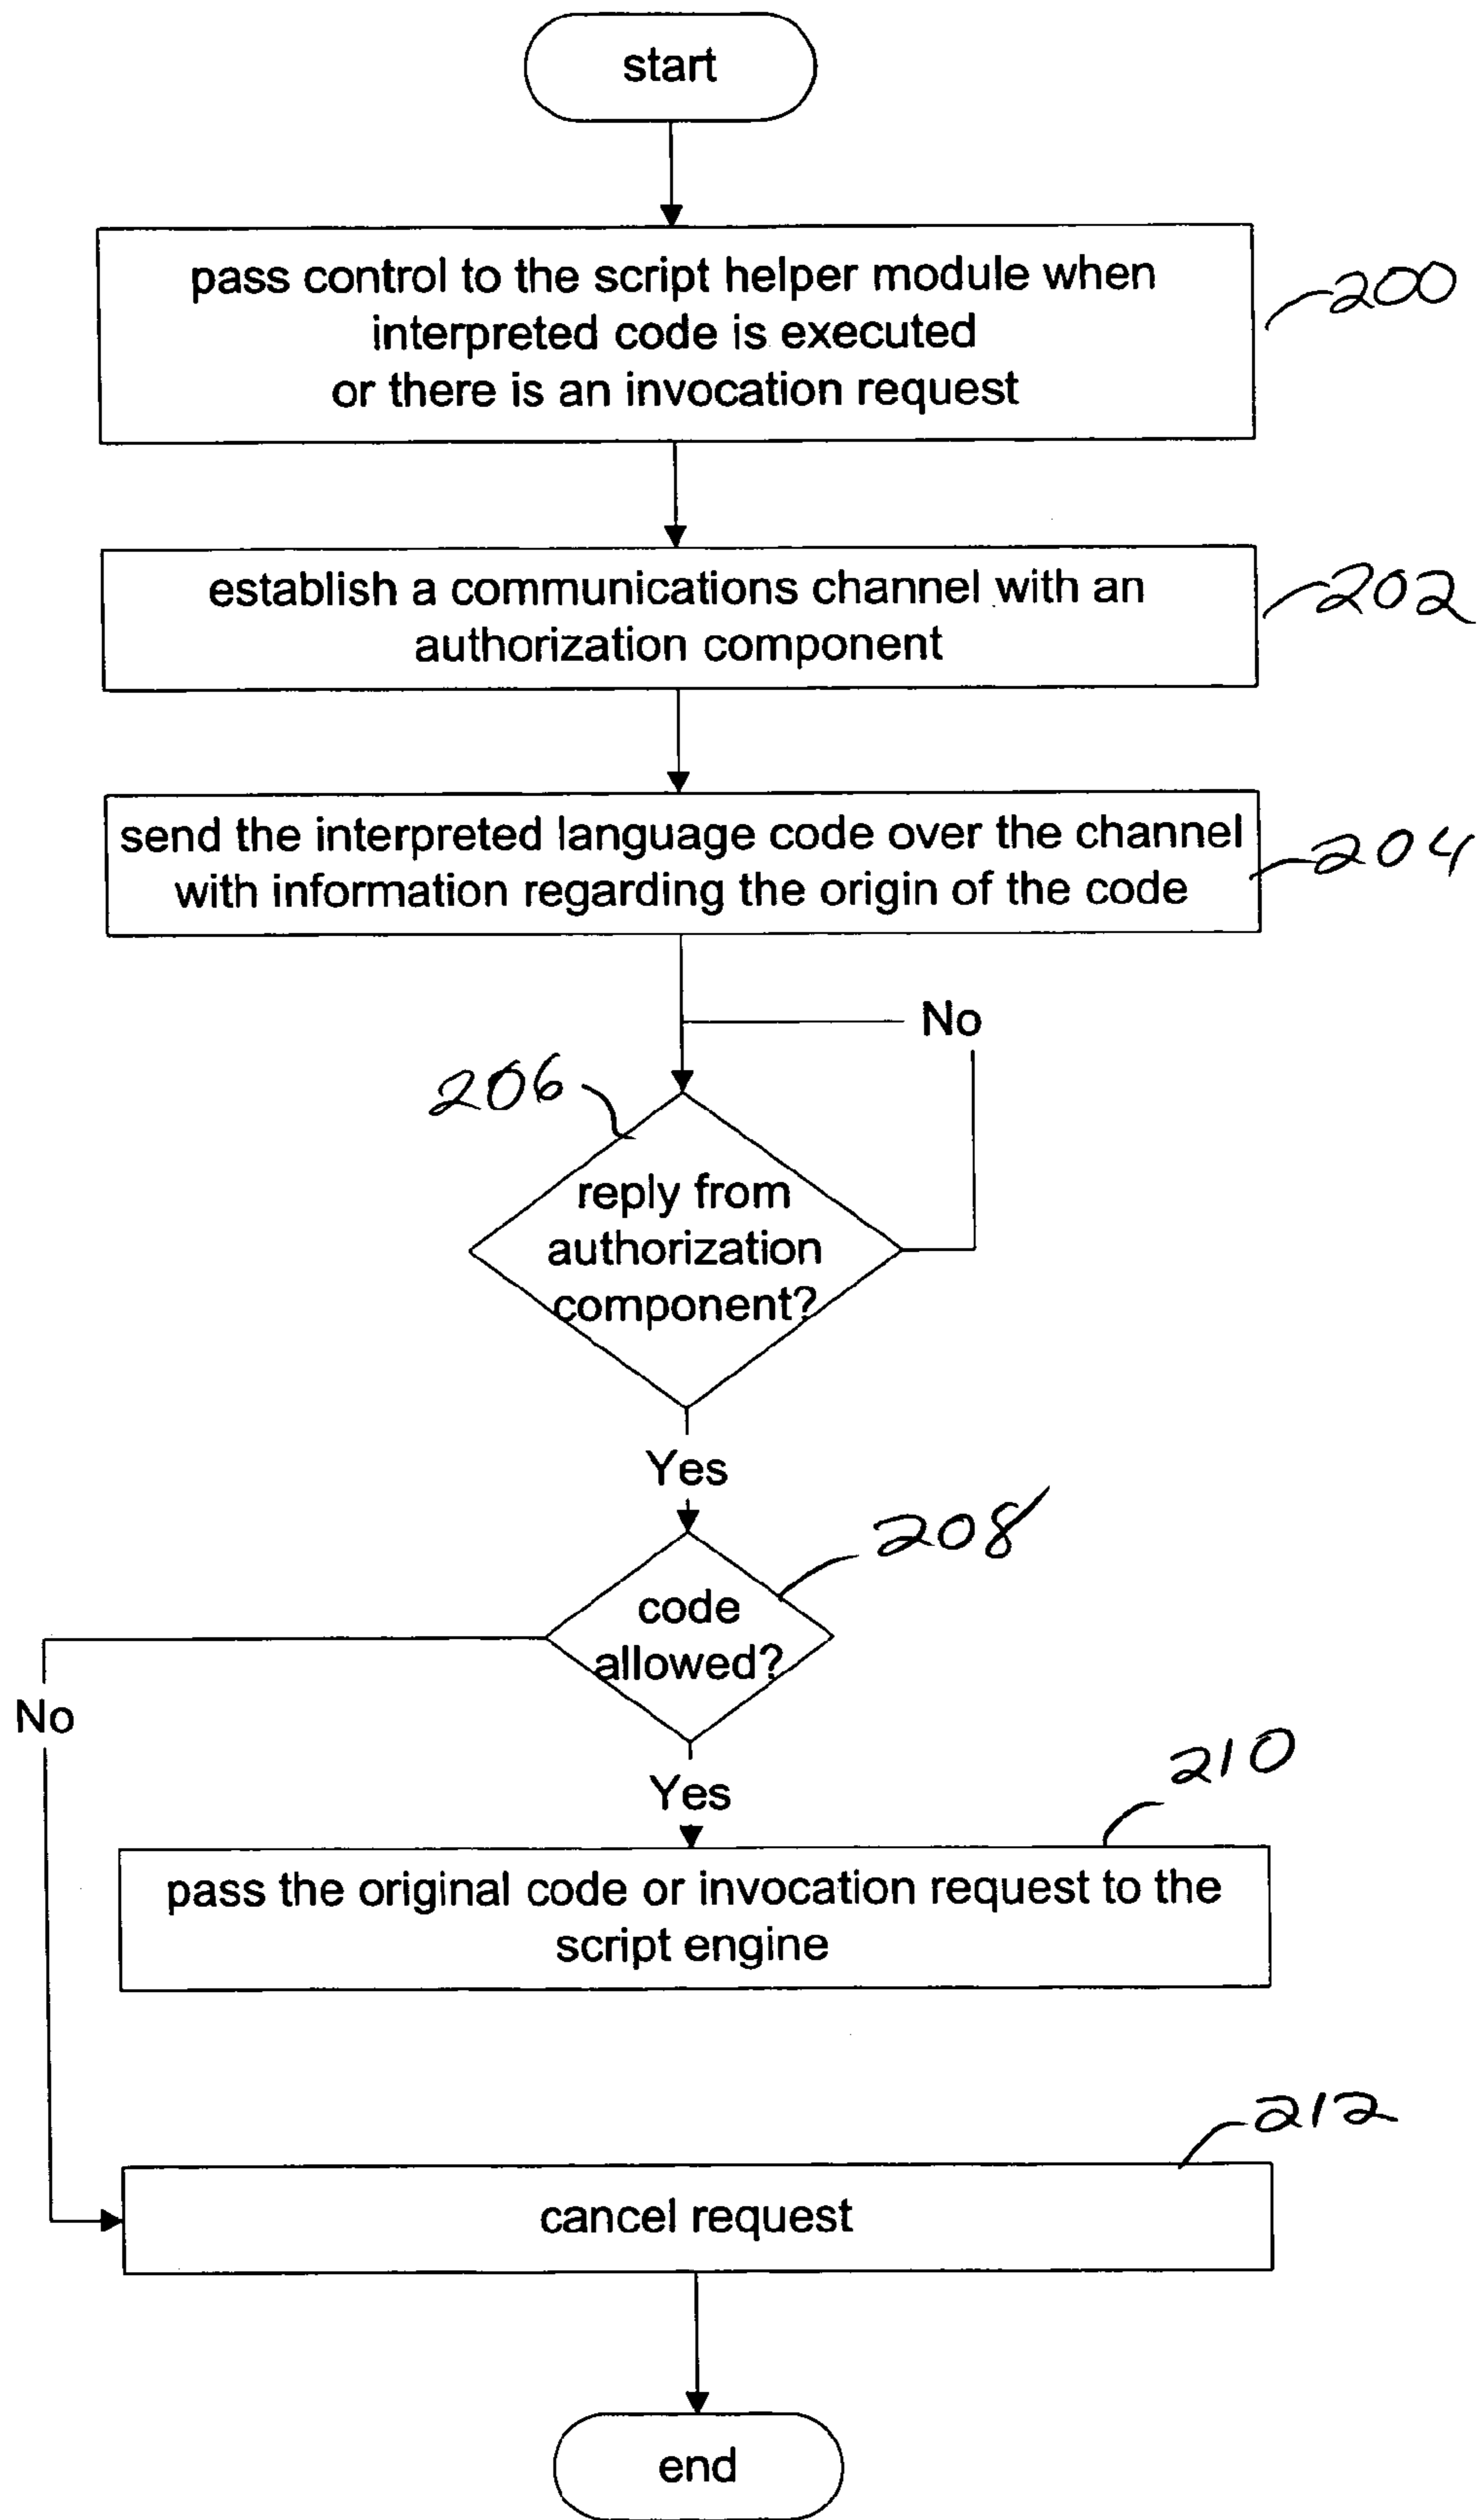 start
pass control to the script helper module when
interpreted code is executed
or there is an invocation request
200
establish a communications channel with an
authorization component
202
send the interpreted language code over the channel
with information regarding the origin of the code
204
No
206
reply from
authorization
component?
Yes
208
code
allowed?
No
Yes
210
pass the original code or invocation request to the
script engine
212
cancel request
end